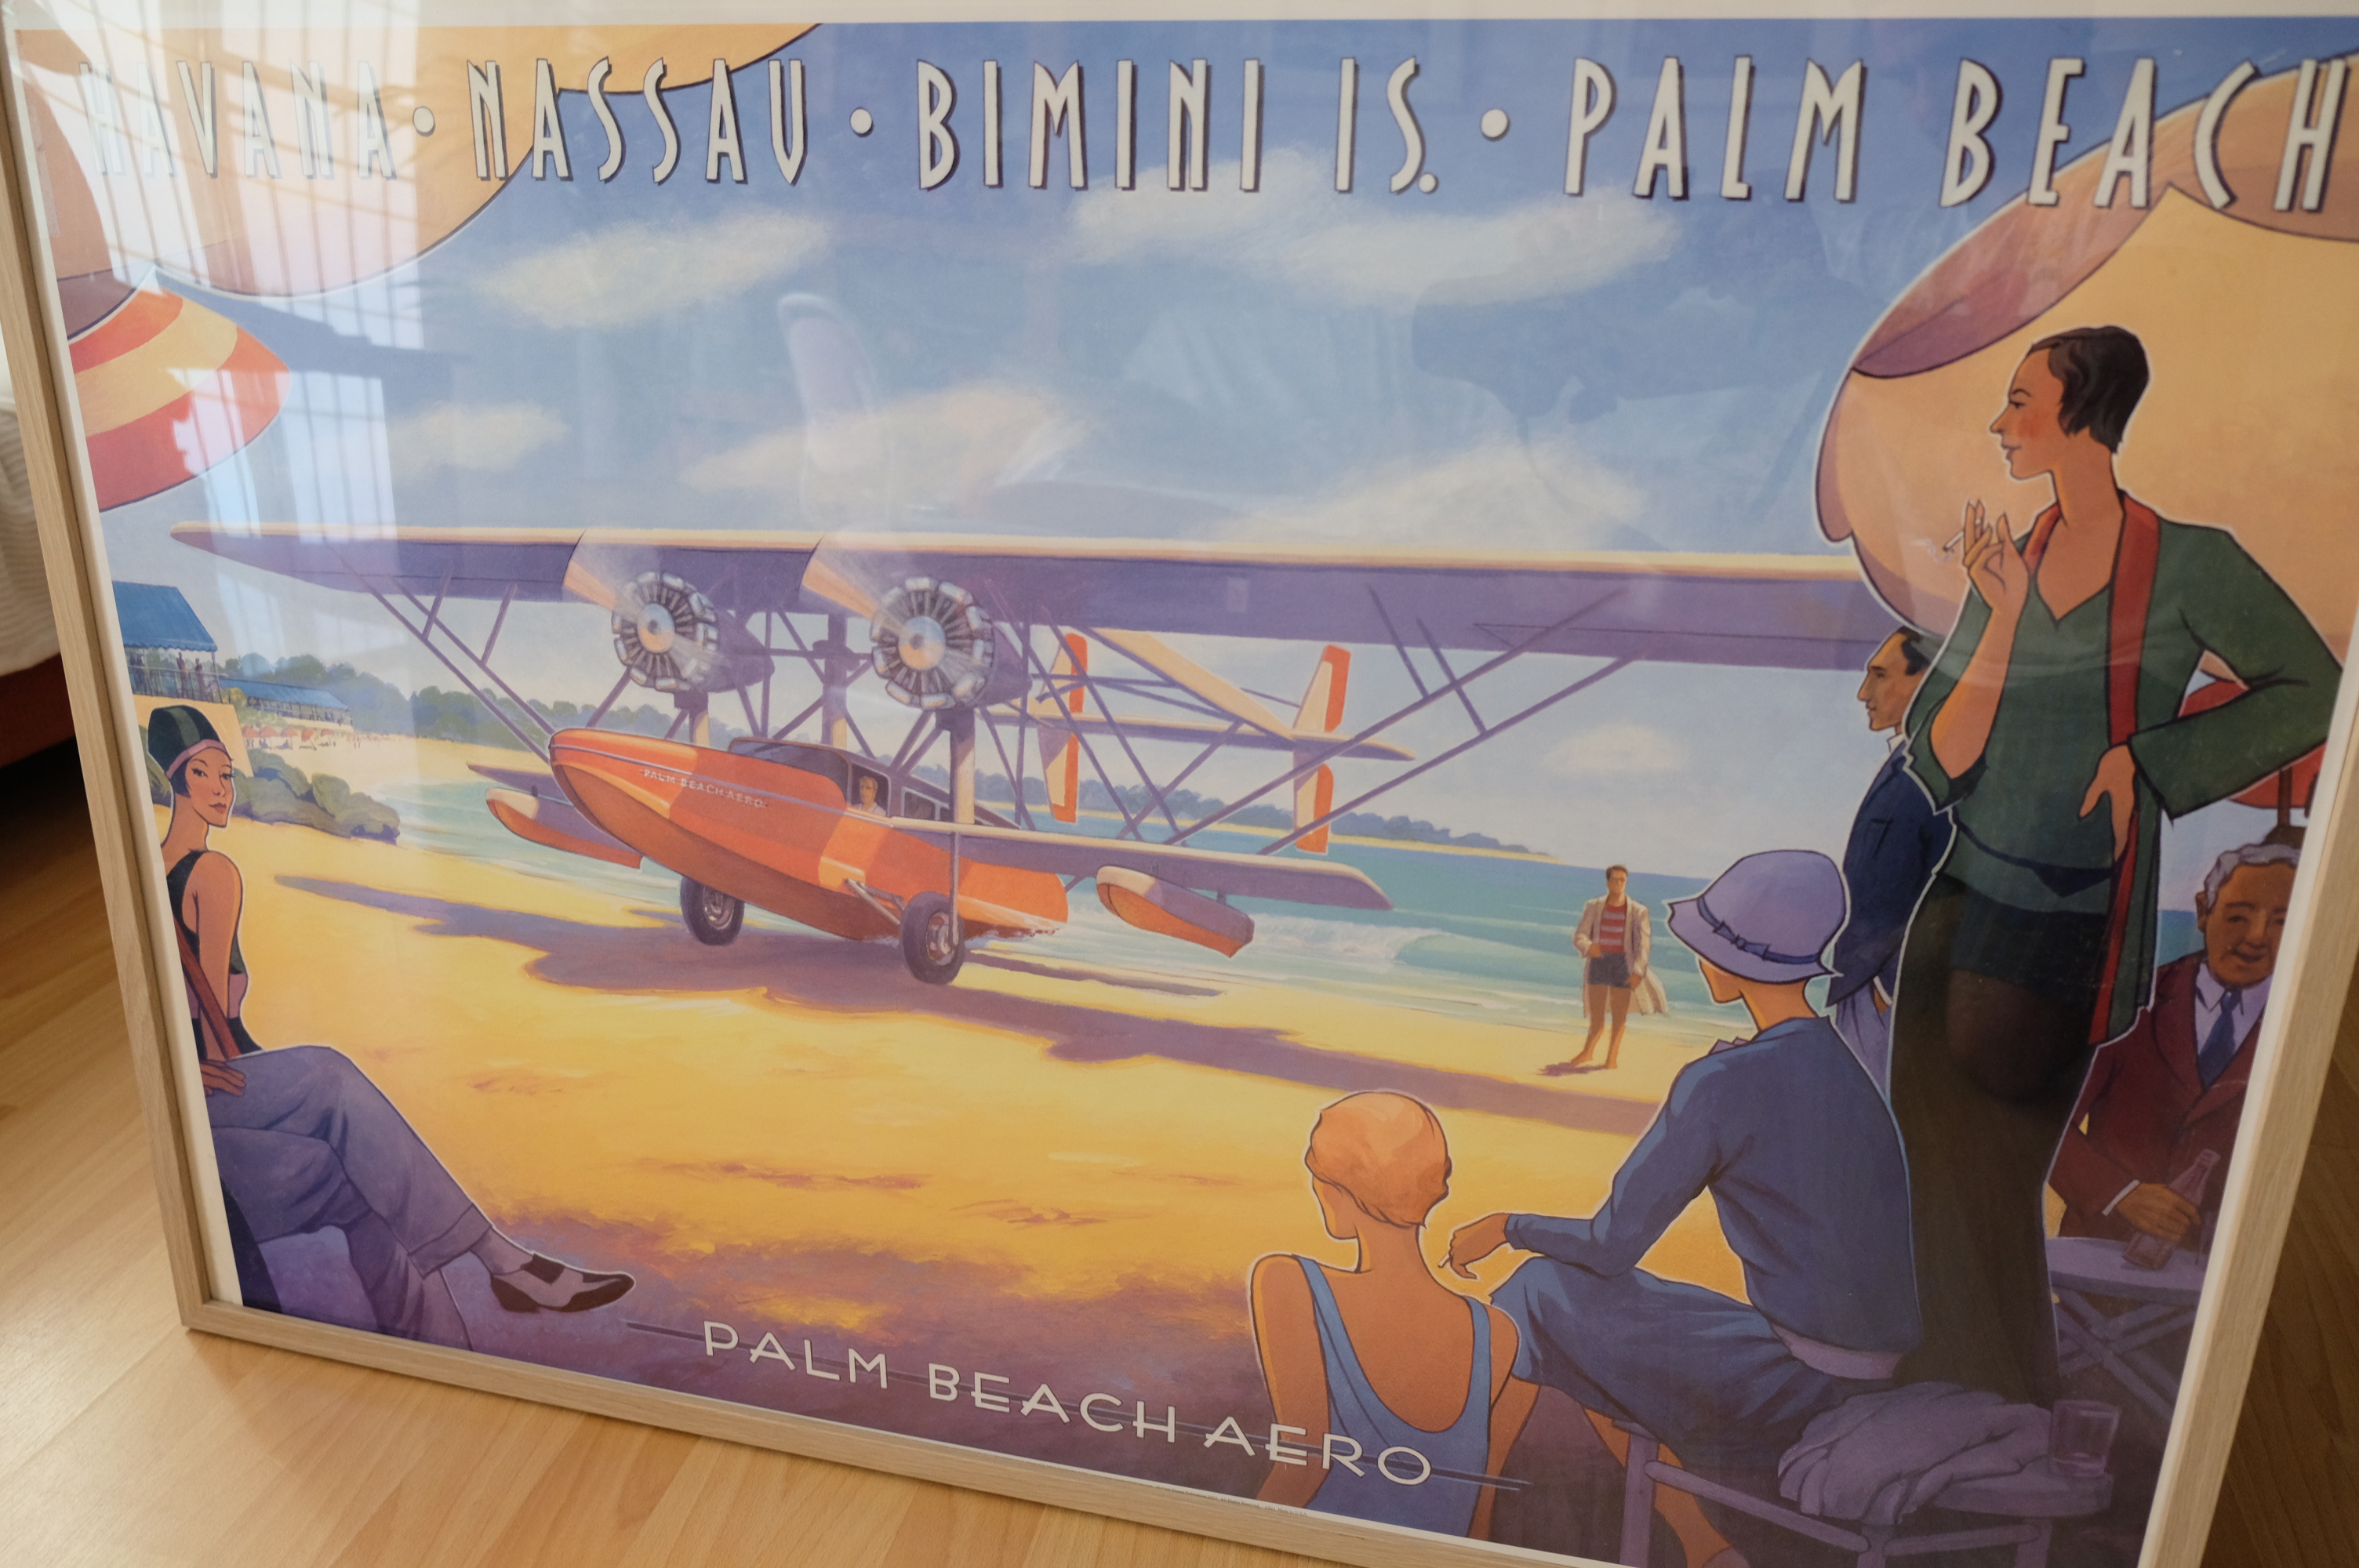 HAVANA • NASSAU • BIMINI IS. • PALM BEACH
PALM BEACH AERO
PALM BEACH AERO